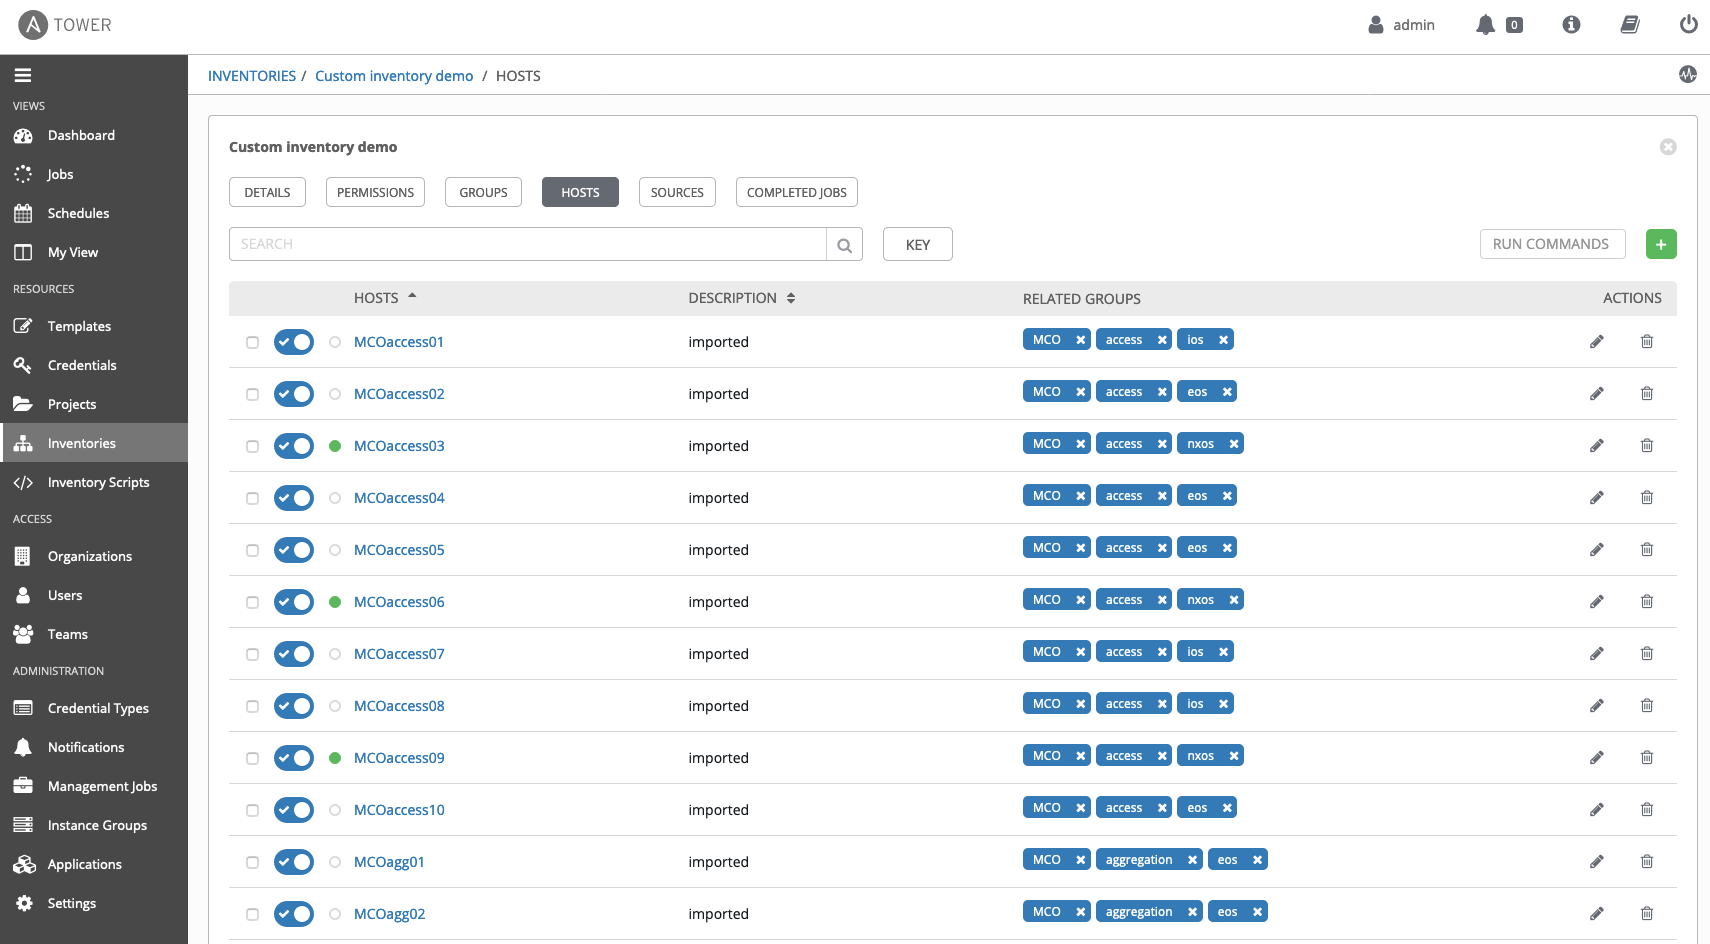 A TOWER
admin
0
INVENTORIES / Custom inventory demo / HOSTS
VIEWS
Dashboard
Jobs
Schedules
My View
RESOURCES
Templates
Credentials
Projects
Inventories
Inventory Scripts
ACCESS
Organizations
Users
Teams
ADMINISTRATION
Credential Types
Notifications
Management Jobs
Instance Groups
Applications
Settings
Custom inventory demo
DETAILS PERMISSIONS GROUPS HOSTS SOURCES COMPLETED JOBS
SEARCH KEY RUN COMMANDS +
HOSTS DESCRIPTION RELATED GROUPS ACTIONS
MCOaccess01 imported MCO access ios
MCOaccess02 imported MCO access eos
MCOaccess03 imported MCO access nxos
MCOaccess04 imported MCO access eos
MCOaccess05 imported MCO access eos
MCOaccess06 imported MCO access nxos
MCOaccess07 imported MCO access ios
MCOaccess08 imported MCO access ios
MCOaccess09 imported MCO access nxos
MCOaccess10 imported MCO access eos
MCOagg01 imported MCO aggregation eos
MCOagg02 imported MCO aggregation eos